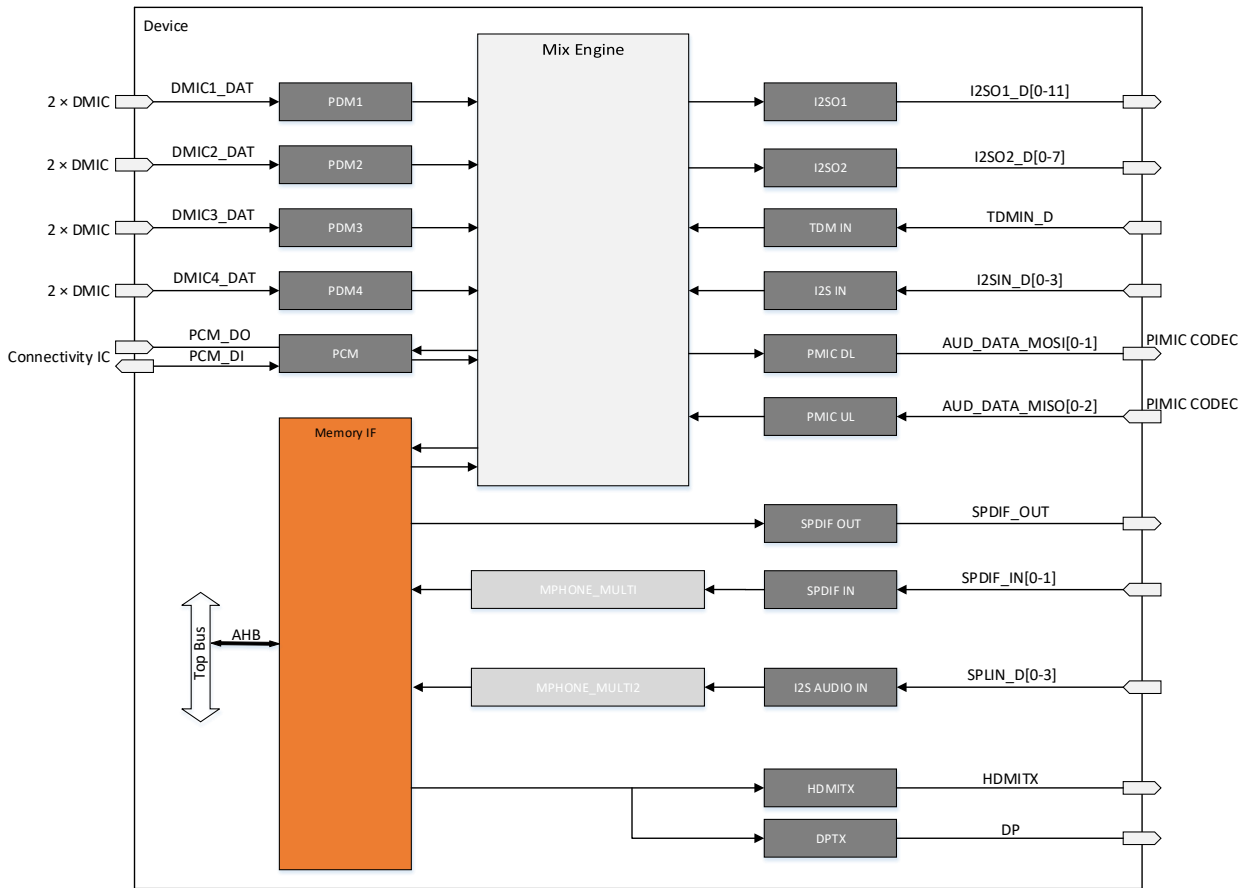 Device
Mix Engine
2 × DMIC
DMIC1_DAT
PDM1
I2SO1
I2SO1_D[0-11]
2 × DMIC
DMIC2_DAT
PDM2
I2SO2
I2SO2_D[0-7]
2 × DMIC
DMIC3_DAT
PDM3
TDM IN
TDMIN_D
2 × DMIC
DMIC4_DAT
PDM4
I2S IN
I2SIN_D[0-3]
Connectivity IC
PCM_DO
PCM_DI
PCM
PMIC DL
AUD_DATA_MOSI[0-1]
PIMIC CODEC
PMIC UL
AUD_DATA_MISO[0-2]
PIMIC CODEC
Memory IF
SPDIF OUT
SPDIF_OUT
MPHONE_MULTI
SPDIF IN
SPDIF_IN[0-1]
Top Bus
AHB
MPHONE_MULTI2
I2S AUDIO IN
SPLIN_D[0-3]
HDMITX
HDMITX
DPTX
DP